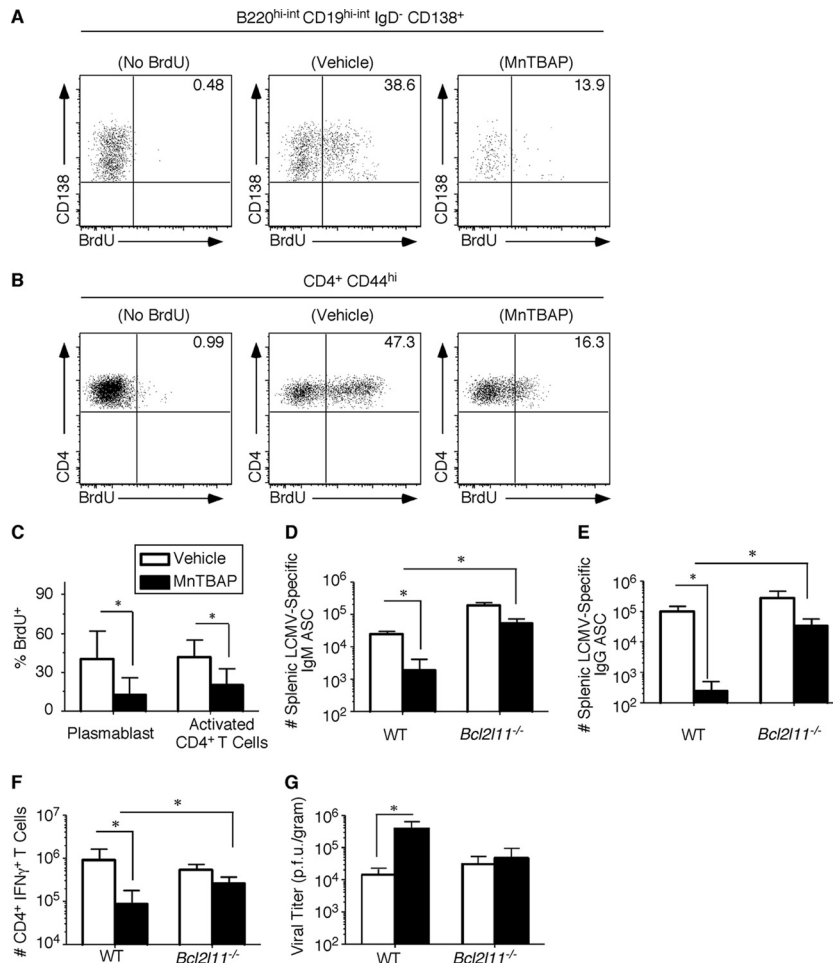 A
B220hi-int CD19hi-int IgD- CD138+
(No BrdU)
(Vehicle)
(MnTBAP)
0.48
38.6
13.9
CD138
CD138
CD138
BrdU
BrdU
BrdU
B
CD4+ CD44hi
(No BrdU)
(Vehicle)
(MnTBAP)
0.99
47.3
16.3
CD4
CD4
CD4
BrdU
BrdU
BrdU
C
Vehicle
MnTBAP
% BrdU+
90
60
30
0
*
*
Plasmablast
Activated
CD4+ T Cells
D
# Splenic LCMV-Specific
IgM ASC
10^6
10^5
10^4
10^3
10^2
*
*
WT
Bcl2l11-/-
E
# Splenic LCMV-Specific
IgG ASC
10^6
10^5
10^4
10^3
10^2
*
*
WT
Bcl2l11-/-
F
# CD4+ IFNγ+ T Cells
10^7
10^6
10^5
10^4
*
*
WT
Bcl2l11-/-
G
Viral Titer (p.f.u./gram)
10^6
10^5
10^4
10^3
10^2
*
WT
Bcl2l11-/-